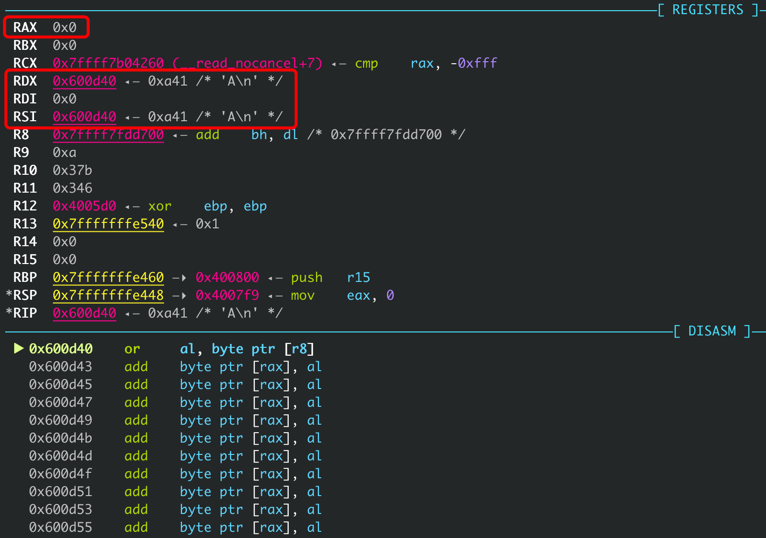 [ REGISTERS ]
RAX 0x0
RBX 0x0
RCX 0x7ffff7b04260 (__read_nocancel+7) ◂— cmp rax, -0xfff
RDX 0x600d40 ◂— 0xa41 /* 'A\n' */
RDI 0x0
RSI 0x600d40 ◂— 0xa41 /* 'A\n' */
R8 0x7ffff7fdd700 ◂— add bh, dl /* 0x7ffff7fdd700 */
R9 0xa
R10 0x37b
R11 0x346
R12 0x4005d0 ◂— xor ebp, ebp
R13 0x7fffffffe540 ◂— 0x1
R14 0x0
R15 0x0
RBP 0x7fffffffe460 —▸ 0x400800 ◂— push r15
*RSP 0x7fffffffe448 —▸ 0x4007f9 ◂— mov eax, 0
*RIP 0x600d40 ◂— 0xa41 /* 'A\n' */
[ DISASM ]
► 0x600d40 or al, byte ptr [r8]
0x600d43 add byte ptr [rax], al
0x600d45 add byte ptr [rax], al
0x600d47 add byte ptr [rax], al
0x600d49 add byte ptr [rax], al
0x600d4b add byte ptr [rax], al
0x600d4d add byte ptr [rax], al
0x600d4f add byte ptr [rax], al
0x600d51 add byte ptr [rax], al
0x600d53 add byte ptr [rax], al
0x600d55 add byte ptr [rax], al